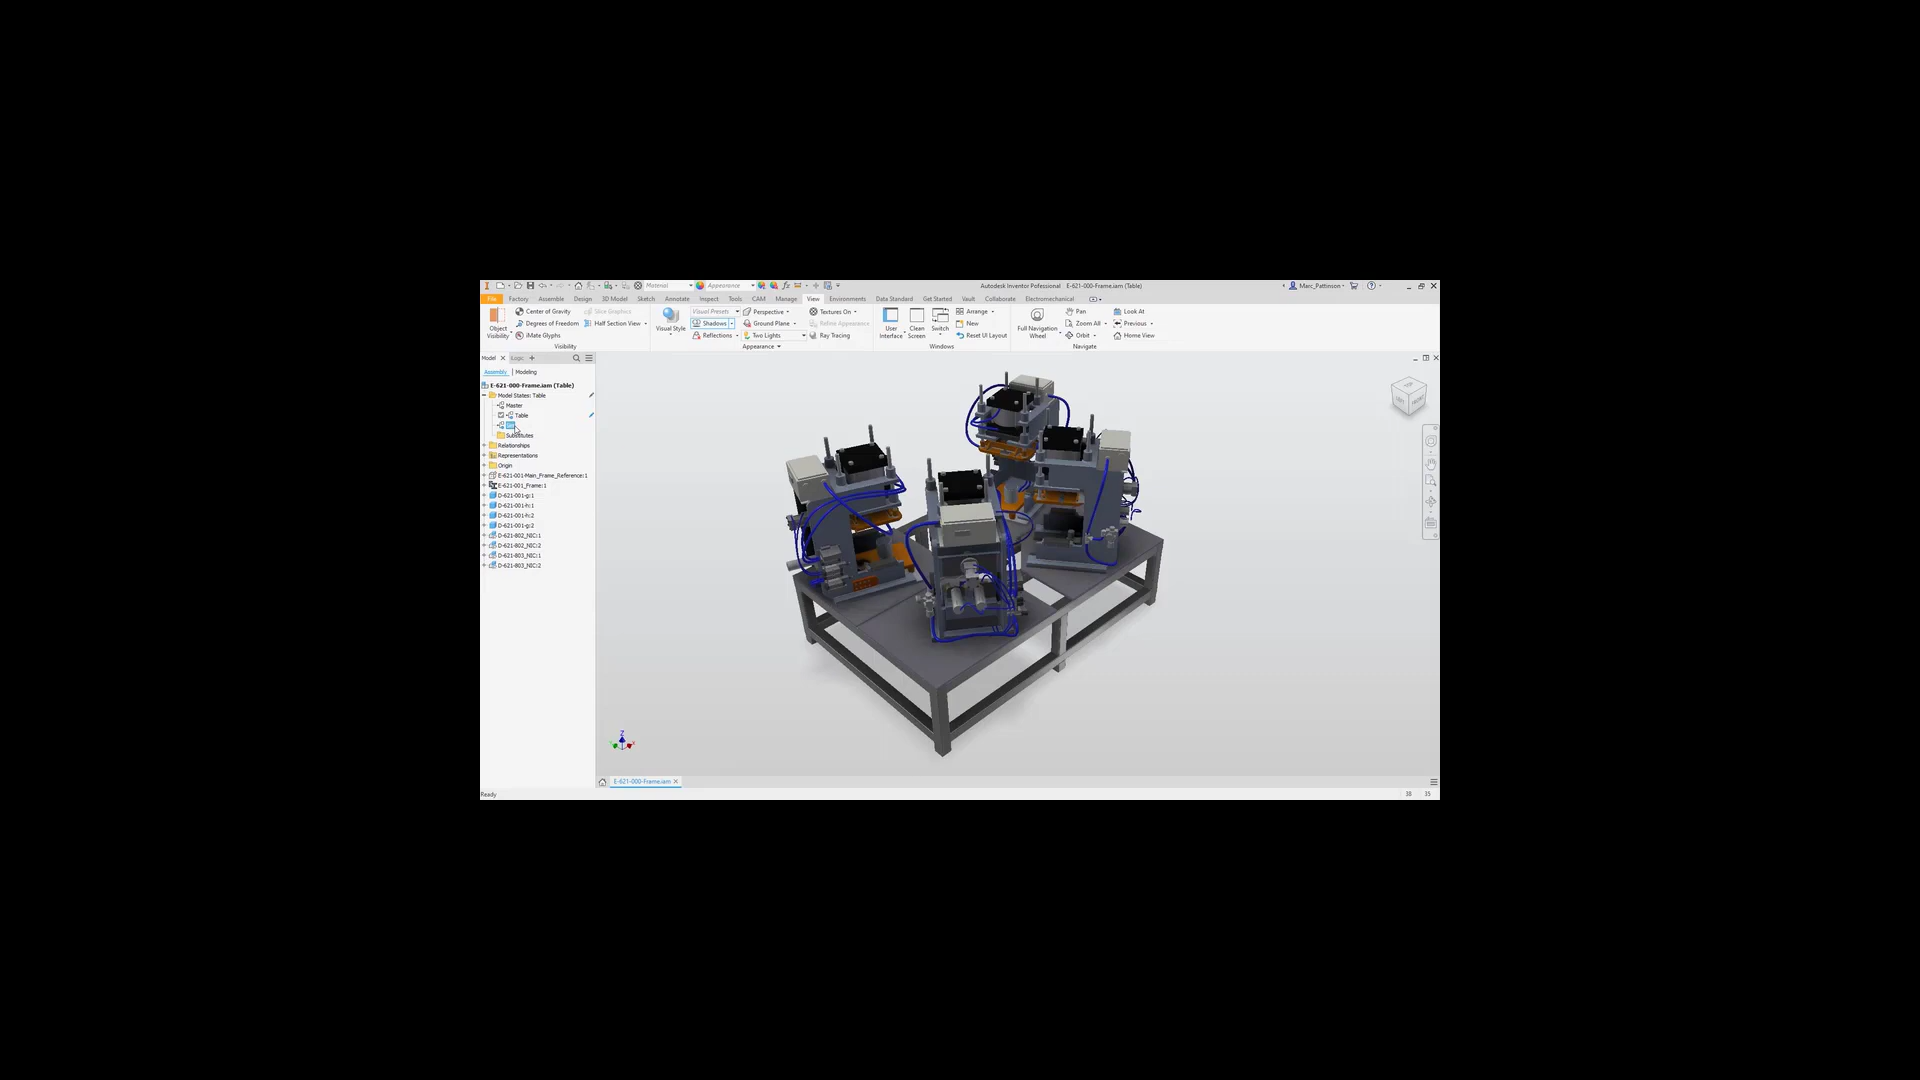 Material
Appearance
Autodesk Inventor Pofessional E-621-000-Frame.iam (Table)
Marc_Pattinson
File Factory Assemble Design 3D Model Sketch Annotate Inspect Tools CAM Manage View Environments Data Standard Get Started Vault Collaborate Electromechanical
Center of Gravity
Slice Graphics
Degrees of Freedom
Half Section View
iMate Glyphs
Object
Visibility
Visibility
Visual Style
Visual Presets
Shadows
Reflections
Perspective
Ground Plane
Two Lights
Textures On
Refine Appearance
Ray Tracing
Appearance
User
Interface
Clean
Screen
Switch
Arrange
New
Reset UI Layout
Windows
Full Navigation
Wheel
Pan
Zoom All
Orbit
Look At
Previous
Home View
Navigate
Model
Logic
Assembly | Modeling
E-621-000-Frame.iam (Table)
Model States: Table
Master
Table
Substitutes
Relationships
Representations
Origin
E-621-001-Main_Frame_Reference:1
E-621-001_Frame:1
D-621-001-g:1
D-621-001-h:1
D-621-001-h:2
D-621-001-g:2
D-621-802_NIC:1
D-621-802_NIC:2
D-621-803_NIC:1
D-621-803_NIC:2
Z
E-621-000-Frame.iam
Ready
38 35